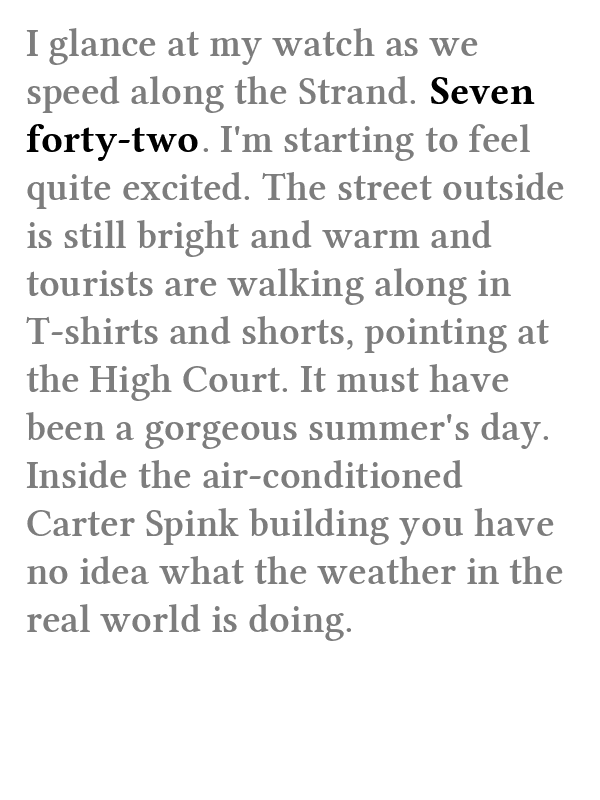 I glance at my watch as we
speed along the Strand. Seven
forty-two. I'm starting to feel
quite excited. The street outside
is still bright and warm and
tourists are walking along in
T-shirts and shorts, pointing at
the High Court. It must have
been a gorgeous summer's day.
Inside the air-conditioned
Carter Spink building you have
no idea what the weather in the
real world is doing.